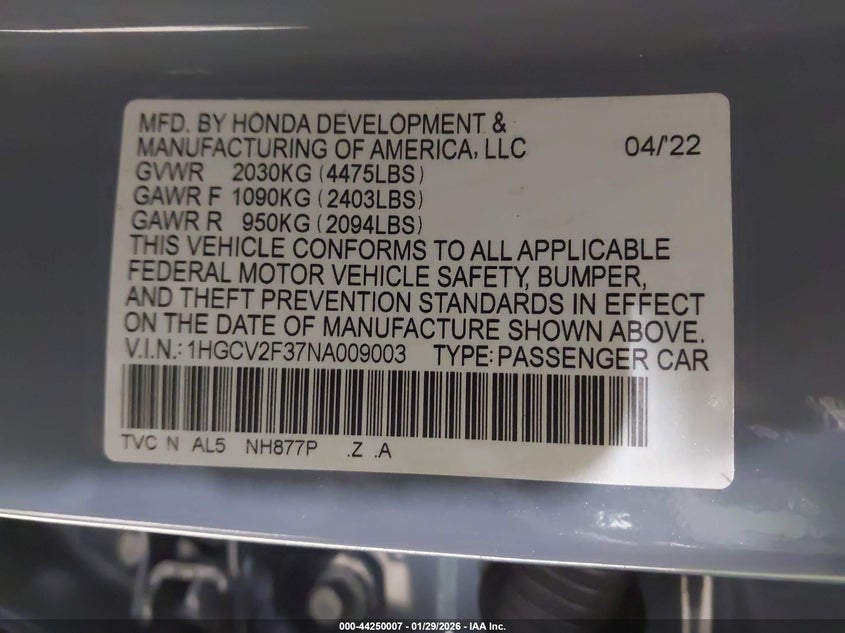 MFD. BY HONDA DEVELOPMENT &
MANUFACTURING OF AMERICA, LLC 04/'22
GVWR 2030KG (4475LBS)
GAWR F 1090KG (2403LBS)
GAWR R 950KG (2094LBS)
THIS VEHICLE CONFORMS TO ALL APPLICABLE
FEDERAL MOTOR VEHICLE SAFETY, BUMPER,
AND THEFT PREVENTION STANDARDS IN EFFECT
ON THE DATE OF MANUFACTURE SHOWN ABOVE.
V.I.N.: 1HGCV2F37NA009003 TYPE: PASSENGER CAR
TVC N AL5 NH877P .Z .A
000-44250007 - 01/29/2026 - IAA Inc.